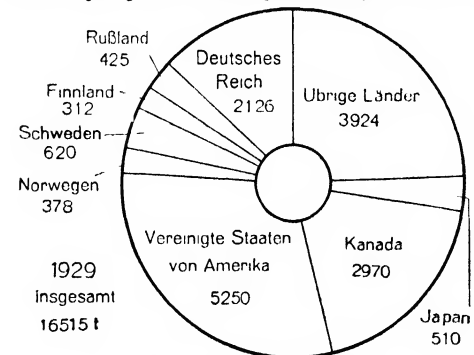 Rußland
425
Finnland
312
Schweden
620
Norwegen
378
Deutsches
Reich
2126
Ubrige Länder
3924
Vereinigte Staaten
von Amerika
5250
Kanada
2970
Japan
510
1929
insgesamt
16515 t